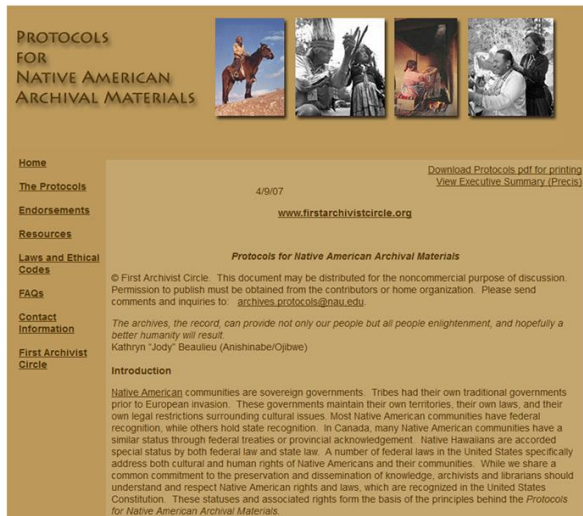 PROTOCOLS
FOR
NATIVE AMERICAN
ARCHIVAL MATERIALS
Home
The Protocols
Endorsements
Resources
Laws and Ethical
Codes
FAQs
Contact
Information
First Archivist
Circle
Download Protocols pdf for printing
View Executive Summary (Precis)
4/9/07
www.firstarchivistcircle.org
Protocols for Native American Archival Materials
© First Archivist Circle. This document may be distributed for the noncommercial purpose of discussion.
Permission to publish must be obtained from the contributors or home organization. Please send
comments and inquiries to: archives.protocols@nau.edu.
The archives, the record, can provide not only our people but all people enlightenment, and hopefully a
better humanity will result.
Kathryn "Jody" Beaulieu (Anishinabe/Ojibwe)
Introduction
Native American communities are sovereign governments. Tribes had their own traditional governments
prior to European invasion. These governments maintain their own territories, their own laws, and their
own legal restrictions surrounding cultural issues. Most Native American communities have federal
recognition, while others hold state recognition. In Canada, many Native American communities have a
similar status through federal treaties or provincial acknowledgement. Native Hawaiians are accorded
special status by both federal law and state law. A number of federal laws in the United States specifically
address both cultural and human rights of Native Americans and their communities. While we share a
common commitment to the preservation and dissemination of knowledge, archivists and librarians should
understand and respect Native American rights and laws, which are recognized in the United States
Constitution. These statuses and associated rights form the basis of the principles behind the Protocols
for Native American Archival Materials.